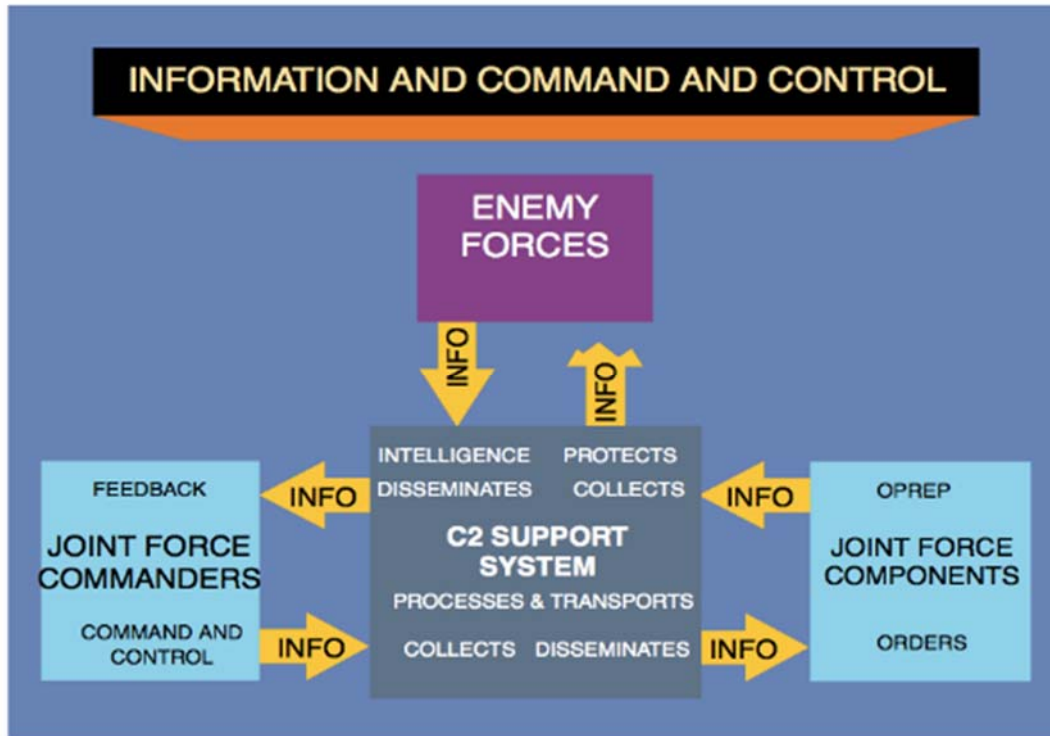 INFORMATION AND COMMAND AND CONTROL
ENEMY
FORCES
INFO
INFO
FEEDBACK
JOINT FORCE
COMMANDERS
COMMAND AND
CONTROL
INFO
INFO
INTELLIGENCE PROTECTS
DISSEMINATES COLLECTS
C2 SUPPORT
SYSTEM
PROCESSES & TRANSPORTS
COLLECTS DISSEMINATES
INFO
INFO
OPREP
JOINT FORCE
COMPONENTS
ORDERS